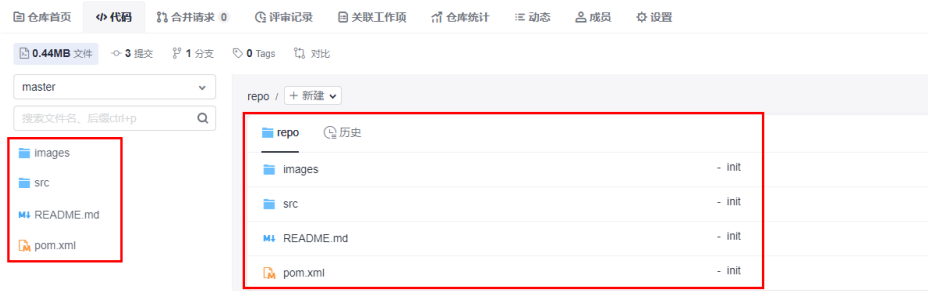 仓库首页 代码 合并请求 0 评审记录 关联工作项 仓库统计 动态 成员 设置
0.44MB 文件 3 提交 1 分支 0 Tags 对比
master
repo / + 新建
搜索文件名、后缀ctrl+p
repo 历史
images
src
README.md
pom.xml
images - init
src - init
README.md - init
pom.xml - init